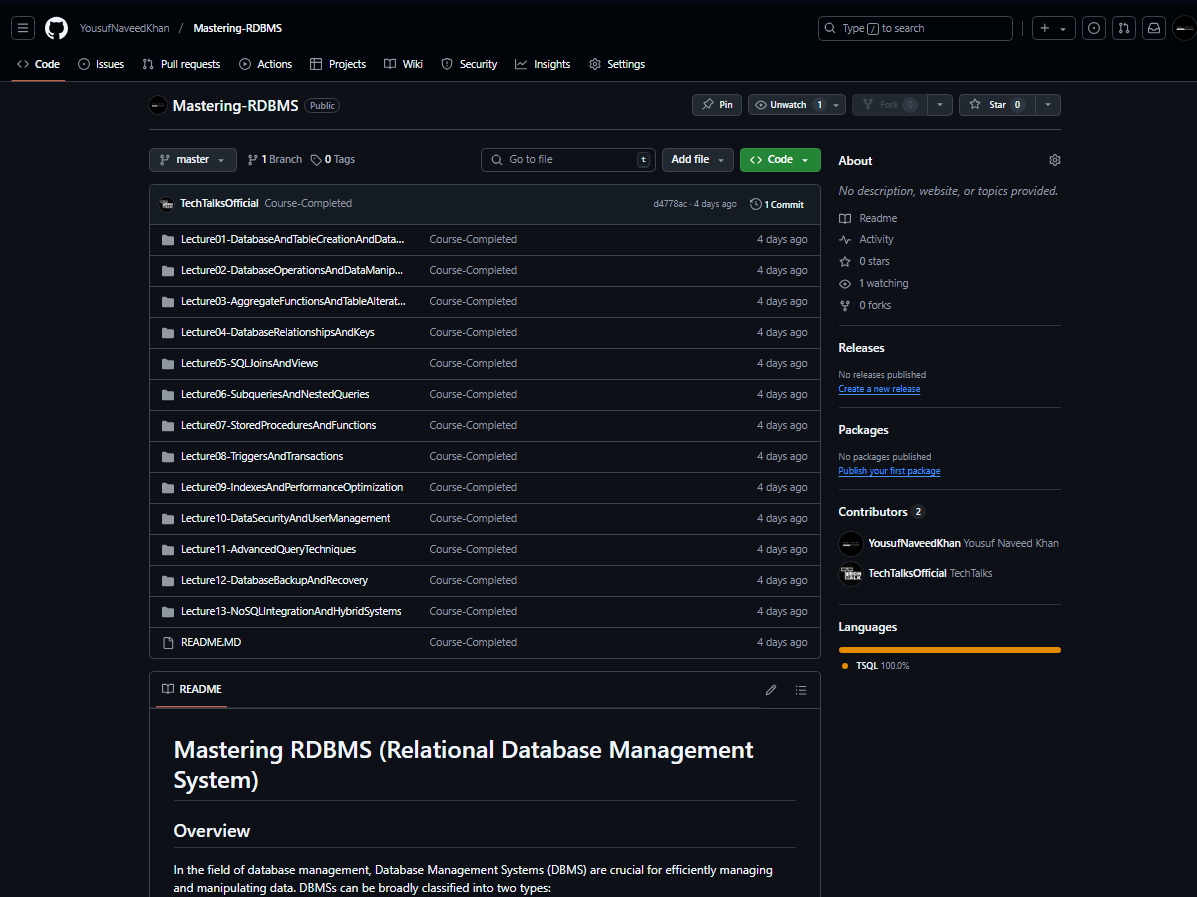 YousufNaveedKhan / Mastering-RDBMS Type / to search
Code Issues Pull requests Actions Projects Wiki Security Insights Settings
Mastering-RDBMS Public Pin Unwatch 1 Fork 0 Star 0
master 1 Branch 0 Tags Go to file t Add file Code
TechTalksOfficial Course-Completed d4778ac · 4 days ago 1 Commit
Lecture01-DatabaseAndTableCreationAndData... Course-Completed 4 days ago
Lecture02-DatabaseOperationsAndDataManip... Course-Completed 4 days ago
Lecture03-AggregateFunctionsAndTableAlterat... Course-Completed 4 days ago
Lecture04-DatabaseRelationshipsAndKeys Course-Completed 4 days ago
Lecture05-SQLJoinsAndViews Course-Completed 4 days ago
Lecture06-SubqueriesAndNestedQueries Course-Completed 4 days ago
Lecture07-StoredProceduresAndFunctions Course-Completed 4 days ago
Lecture08-TriggersAndTransactions Course-Completed 4 days ago
Lecture09-IndexesAndPerformanceOptimization Course-Completed 4 days ago
Lecture10-DataSecurityAndUserManagement Course-Completed 4 days ago
Lecture11-AdvancedQueryTechniques Course-Completed 4 days ago
Lecture12-DatabaseBackupAndRecovery Course-Completed 4 days ago
Lecture13-NoSQLIntegrationAndHybridSystems Course-Completed 4 days ago
README.MD Course-Completed 4 days ago
README
Mastering RDBMS (Relational Database Management
System)
Overview
In the field of database management, Database Management Systems (DBMS) are crucial for efficiently managing
and manipulating data. DBMSs can be broadly classified into two types:
About
No description, website, or topics provided.
Readme
Activity
0 stars
1 watching
0 forks
Releases
No releases published
Create a new release
Packages
No packages published
Publish your first package
Contributors 2
YousufNaveedKhan Yousuf Naveed Khan
TechTalksOfficial TechTalks
Languages
TSQL 100.0%